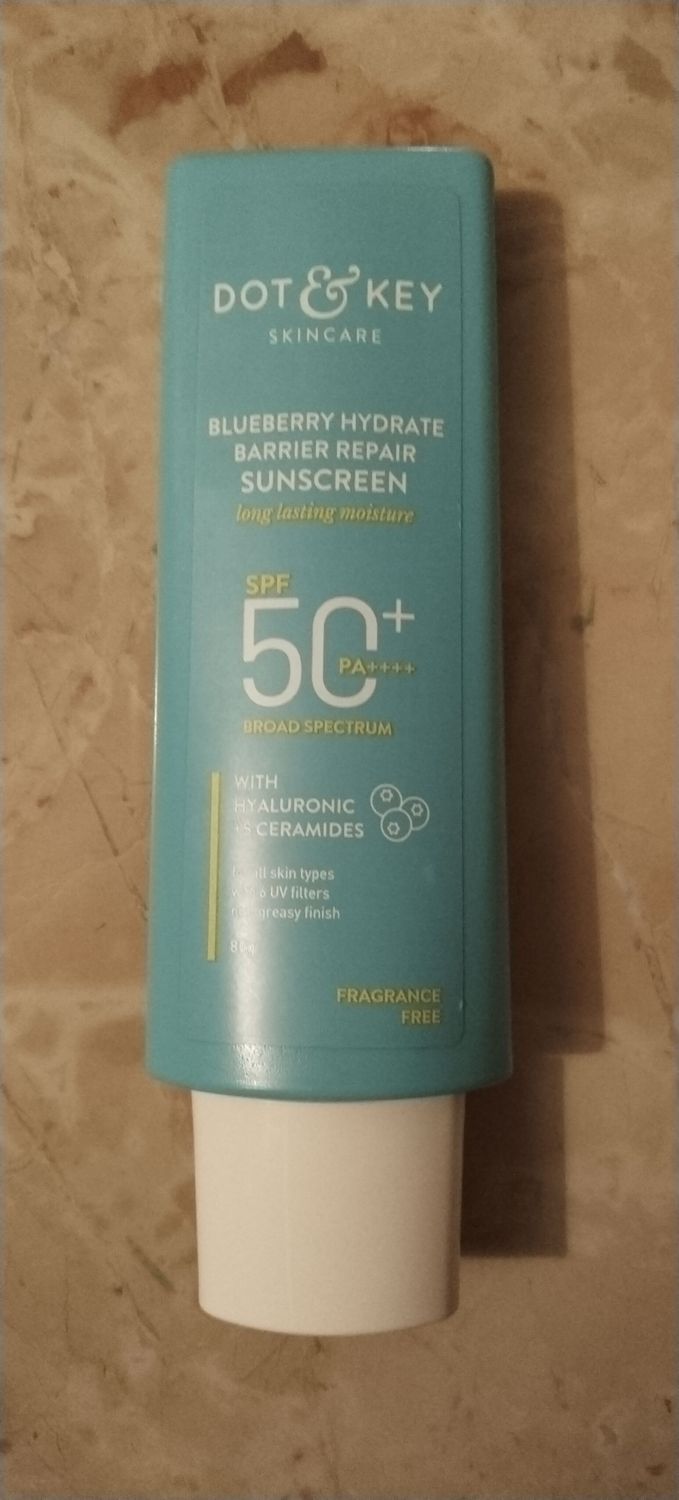 DOT & KEY
SKINCARE
BLUEBERRY HYDRATE
BARRIER REPAIR
SUNSCREEN
long lasting moisture
SPF
50+
PA++++
BROAD SPECTRUM
WITH
HYALURONIC
+5 CERAMIDES
skin types
UV filters
greasy finish
FRAGRANCE
FREE